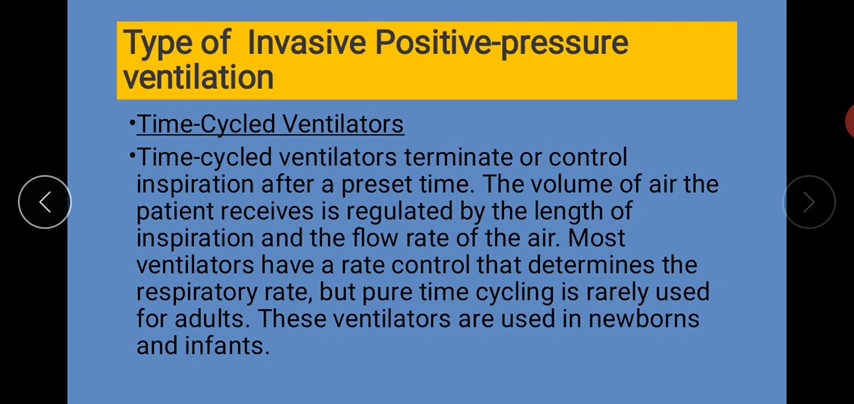 Type of  Invasive Positive-pressure
ventilation
•Time-Cycled Ventilators
•Time-cycled ventilators terminate or control
inspiration after a preset time. The volume of air the
patient receives is regulated by the length of
inspiration and the flow rate of the air. Most
ventilators have a rate control that determines the
respiratory rate, but pure time cycling is rarely used
for adults. These ventilators are used in newborns
and infants.